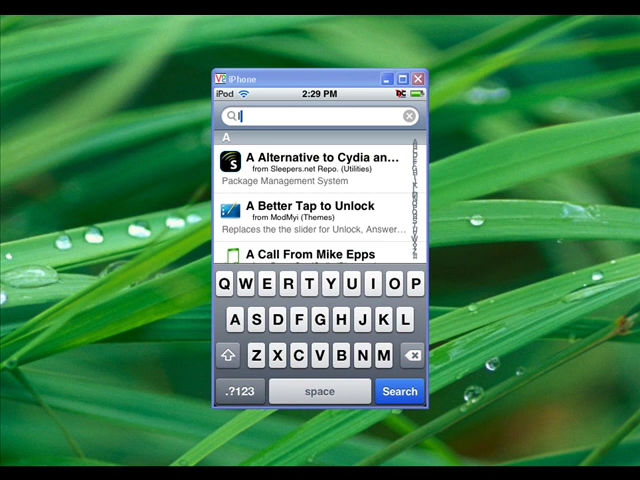 iPhone
iPod 2:29 PM
I
A
A Alternative to Cydia an...
from Sleepers.net Repo. (Utilities)
Package Management System
A Better Tap to Unlock
from ModMyi (Themes)
Replaces the the slider for Unlock, Answer...
A Call From Mike Epps
Q W E R T Y U I O P
A S D F G H J K L
Z X C V B N M
.?123 space Search